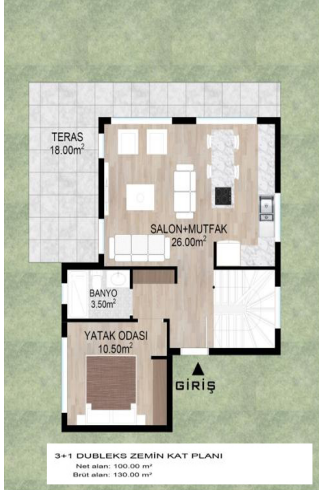 TERAS
18.00m²
SALON+MUTFAK
26.00m²
BANYO
3.50m²
YATAK ODASI
10.50m²
GİRİŞ
3+1 DUBLEKS ZEMİN KAT PLANI
Net alan: 100.00 m²
Brüt alan: 130.00 m²